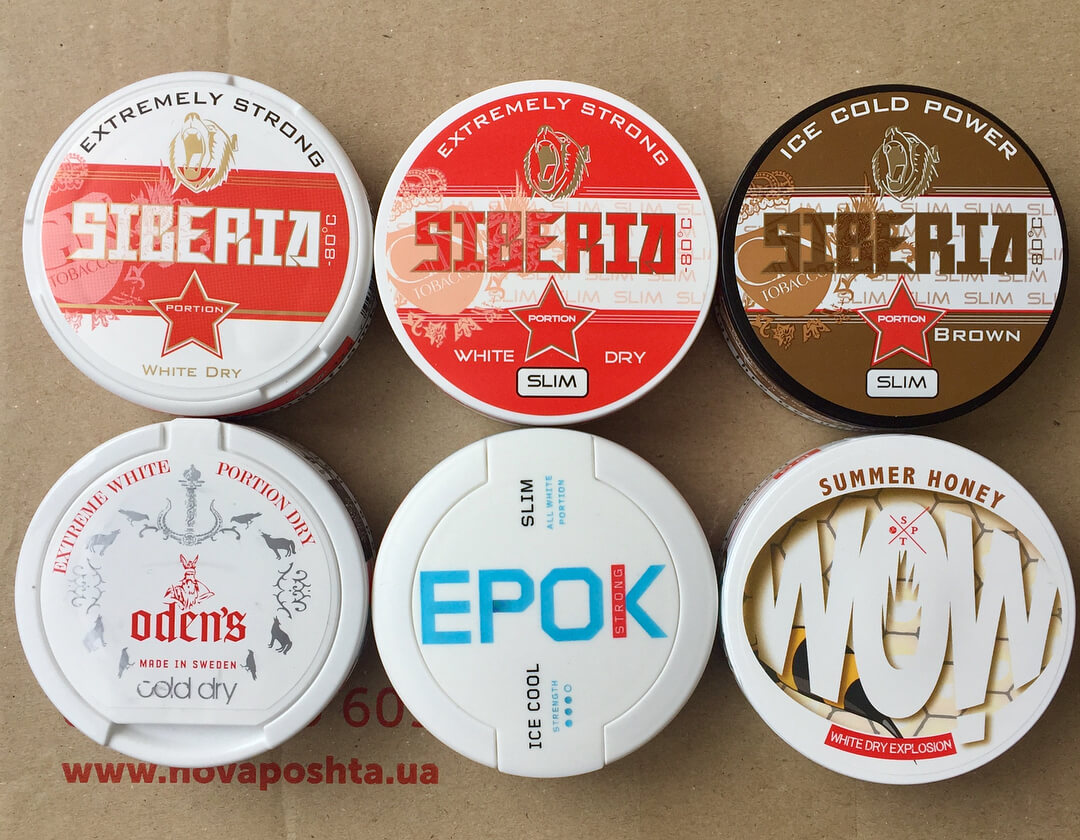 EXTREMELY STRONG
SIBERIA
-80°C
TOBACCO
PORTION
WHITE DRY
EXTREMELY STRONG
SIBERIA
-80°C
TOBACCO
SLIM SLIM SLIM
PORTION
WHITE DRY
SLIM
ICE COLD POWER
SIBERIA
-80°C
TOBACCO
SLIM SLIM SLIM
PORTION
BROWN
SLIM
EXTREME WHITE PORTION DRY
oden's
MADE IN SWEDEN
cold dry
SLIM
ALL WHITE
PORTION
EPOK
STRONG
ICE COOL
STRENGTH
SUMMER HONEY
S P T
WOW!
WHITE DRY EXPLOSION
60
www.novaposhta.ua